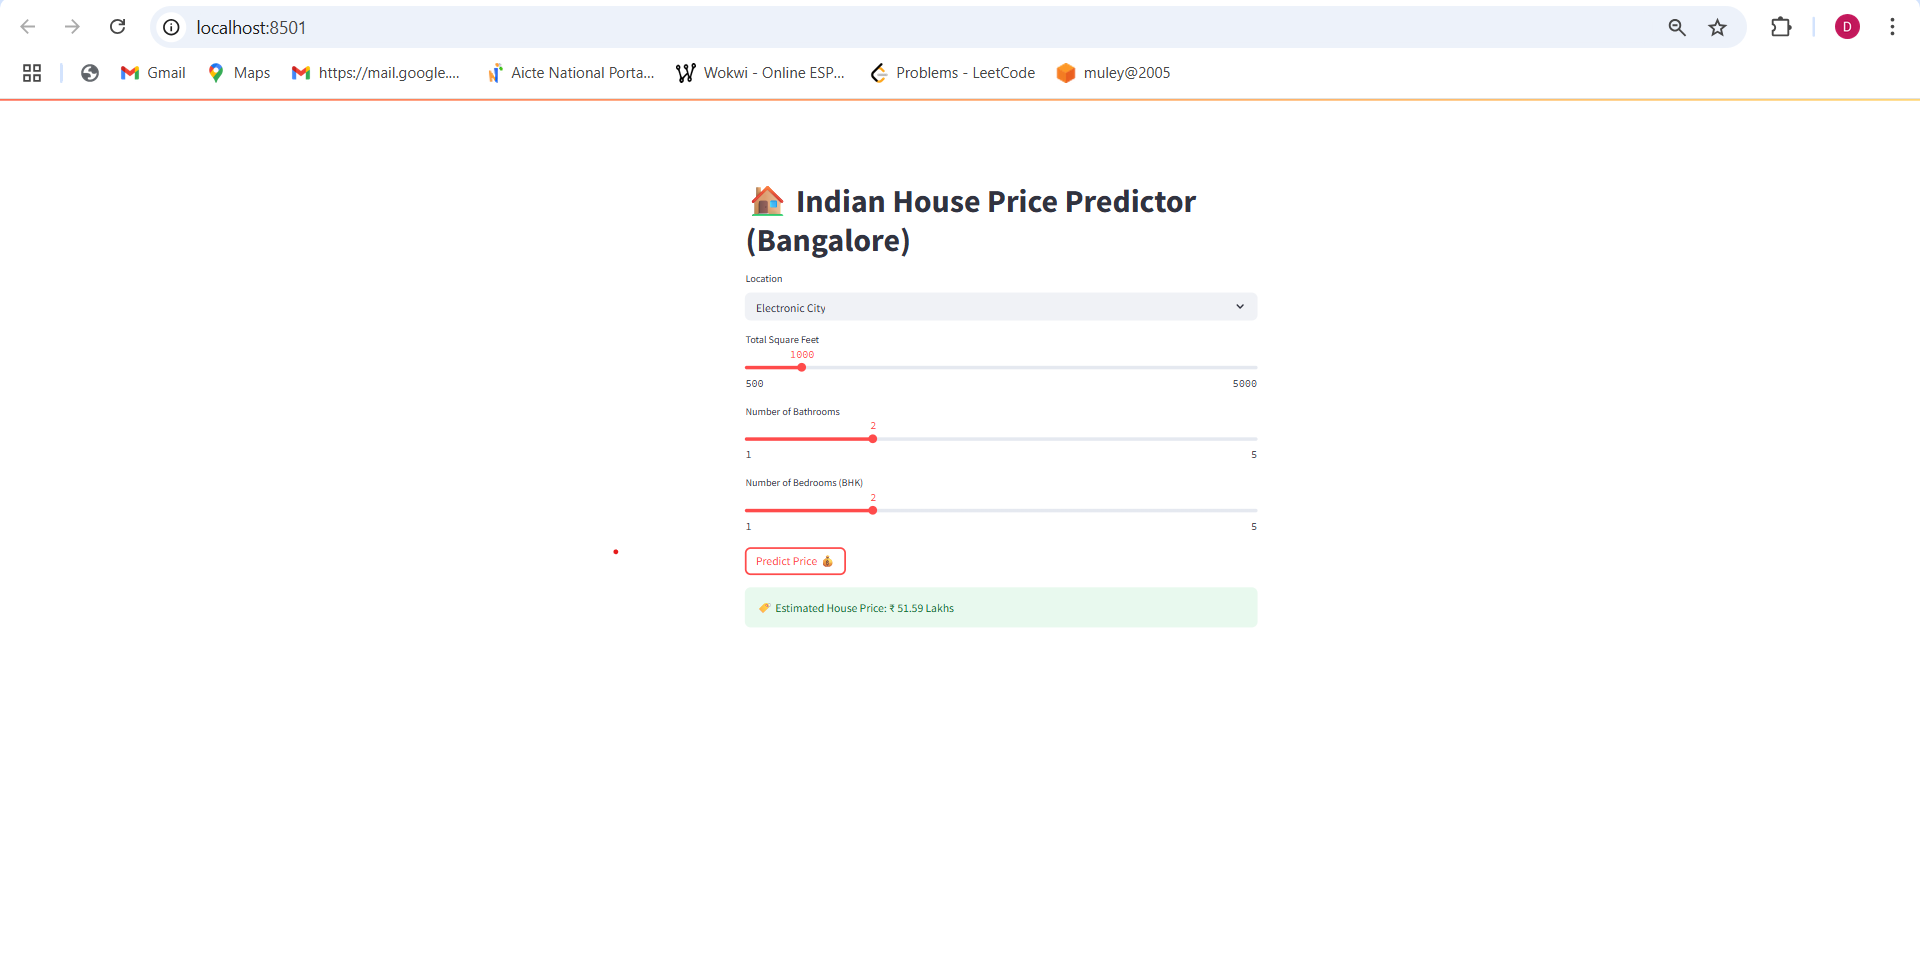 localhost:8501
D
Gmail
Maps
https://mail.google....
Aicte National Porta...
Wokwi - Online ESP...
Problems - LeetCode
muley@2005
🏠 Indian House Price Predictor
(Bangalore)
Location
Electronic City
Total Square Feet
1000
500 5000
Number of Bathrooms
2
1 5
Number of Bedrooms (BHK)
2
1 5
Predict Price 💰
🏷️ Estimated House Price: ₹ 51.59 Lakhs